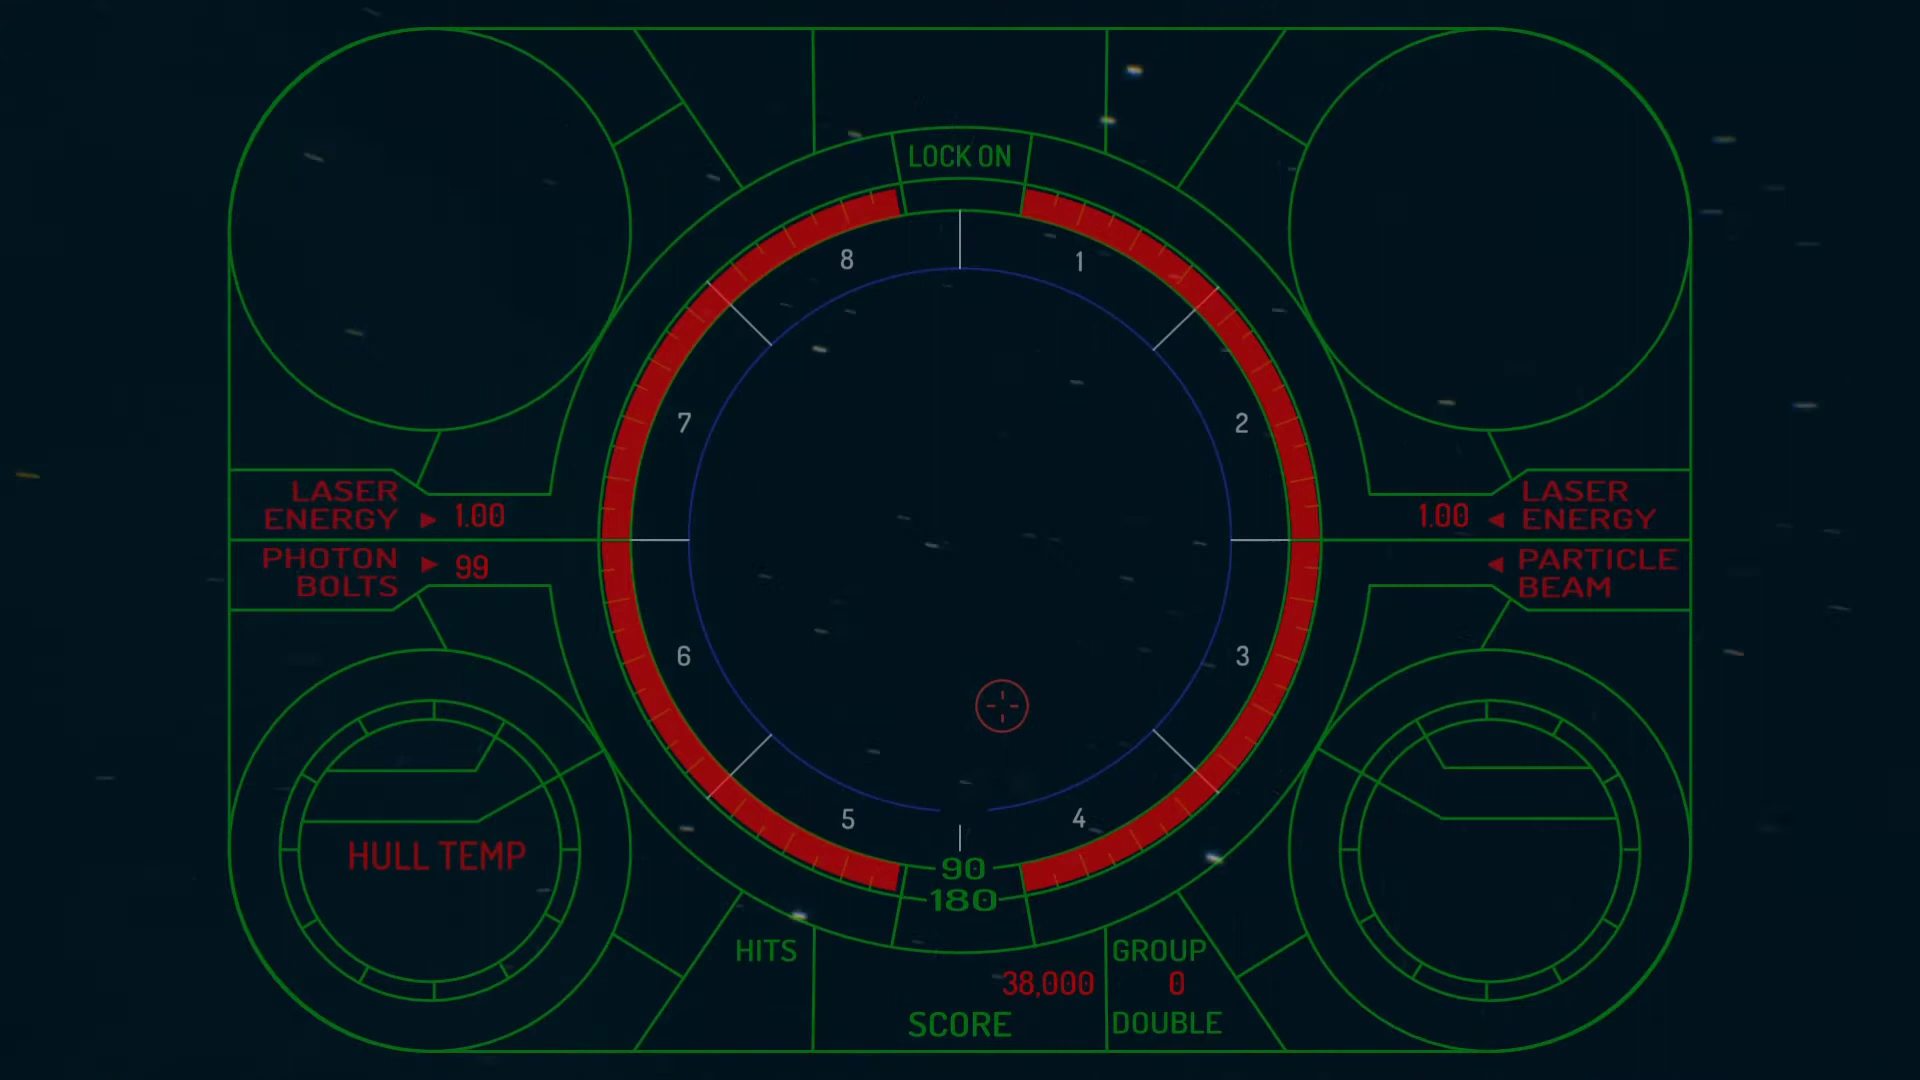 LOCK ON
8
1
7
2
LASER
ENERGY
1.00
1.00
LASER
ENERGY
PHOTON
BOLTS
99
PARTICLE
BEAM
6
3
5
4
HULL TEMP
90
180
HITS
GROUP
38,000
0
SCORE
DOUBLE